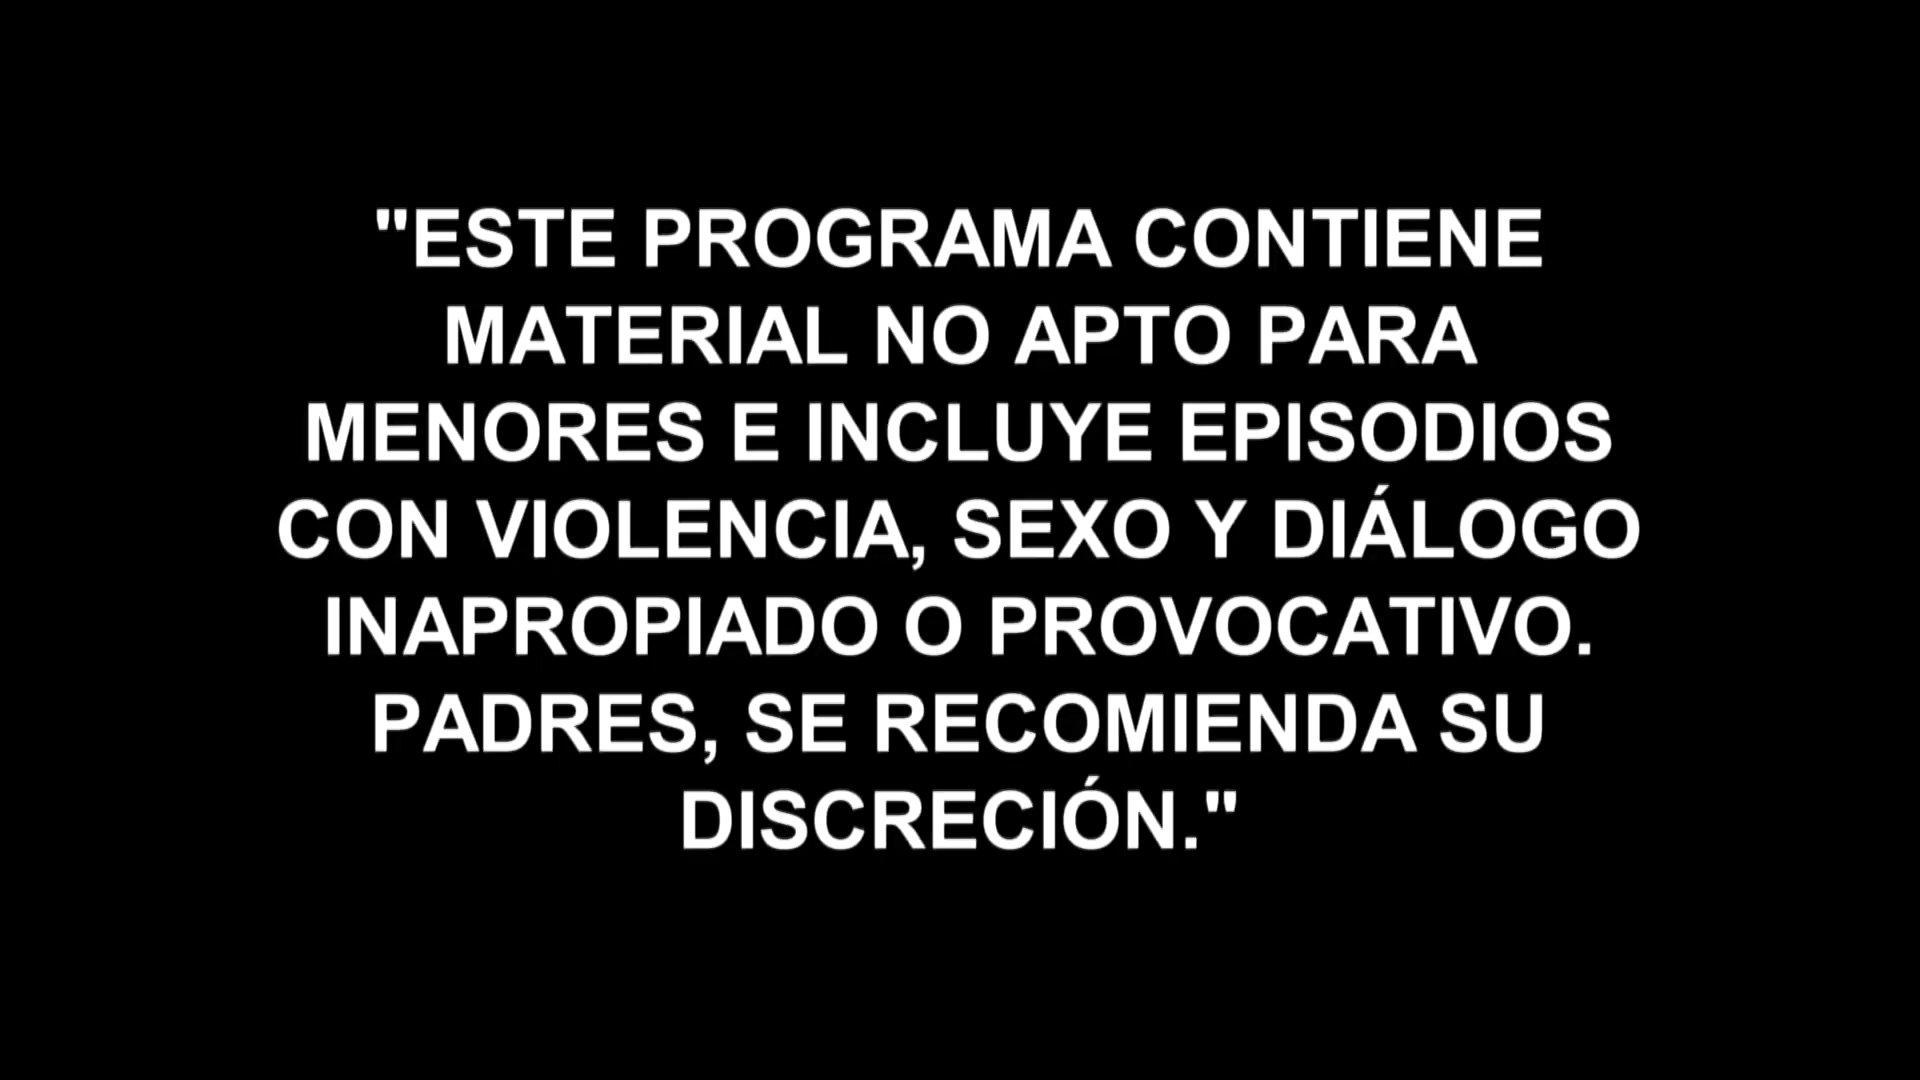 "ESTE PROGRAMA CONTIENE
MATERIAL NO APTO PARA
MENORES E INCLUYE EPISODIOS
CON VIOLENCIA, SEXO Y DIÁLOGO
INAPROPIADO O PROVOCATIVO.
PADRES, SE RECOMIENDA SU
DISCRECIÓN."